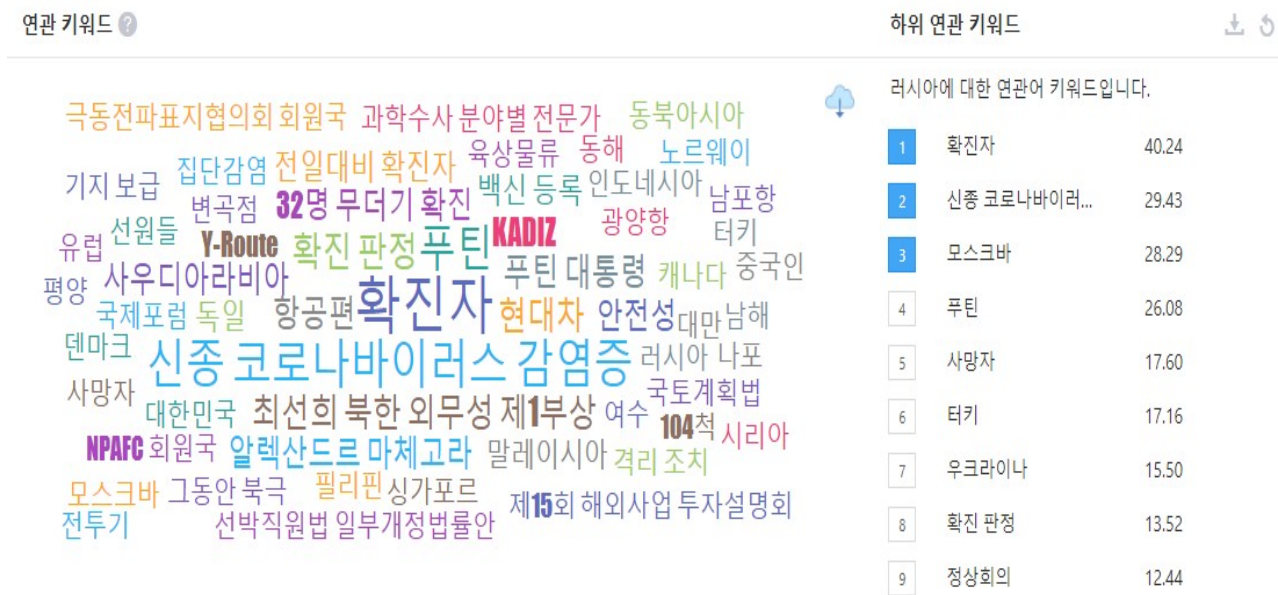 연관 키워드 ?
하위 연관 키워드
러시아에 대한 연관어 키워드입니다.
극동전파표지협의회 회원국 과학수사 분야별 전문가 동북아시아
집단감염 전일대비 확진자 육상물류 동해 노르웨이
기지 보급 변곡점 32명 무더기 확진 백신 등록 인도네시아 남포항
유럽 선원들 Y-Route 확진 판정 푸틴 KADIZ 광양항 터키
평양 사우디아라비아 푸틴 대통령 캐나다 중국인
국제포럼 독일 항공편 확진자 현대차 안전성 대만 남해
덴마크 신종 코로나바이러스 감염증 러시아 나포
사망자 대한민국 최선희 북한 외무성 제1부상 여수 국토계획법
NPAFC 회원국 알렉산드르 마체고라 말레이시아 격리 조치 104척 시리아
모스크바 그동안 북극 필리핀 싱가포르 제15회 해외사업 투자설명회
전투기 선박직원법 일부개정법률안
1 확진자 40.24
2 신종 코로나바이러... 29.43
3 모스크바 28.29
4 푸틴 26.08
5 사망자 17.60
6 터키 17.16
7 우크라이나 15.50
8 확진 판정 13.52
9 정상회의 12.44